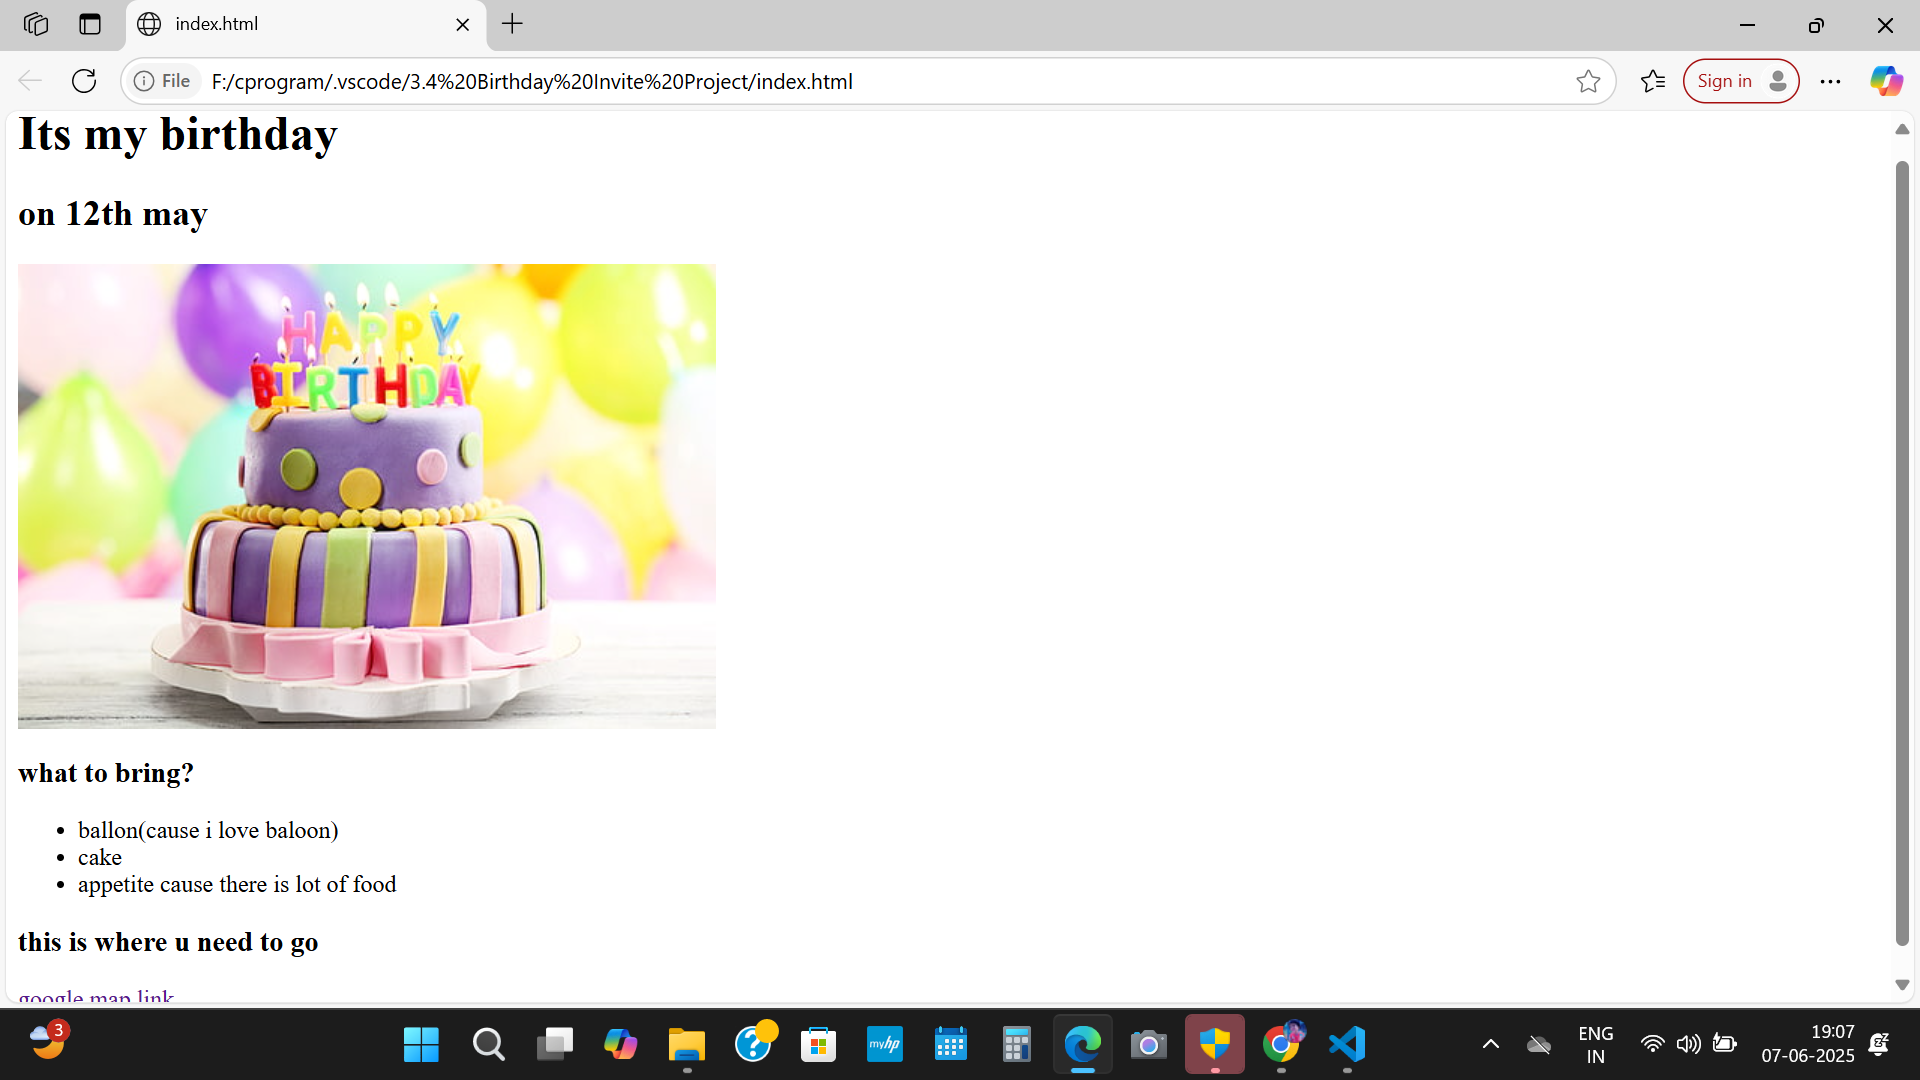 index.html
File
F:/cprogram/.vscode/3.4%20Birthday%20Invite%20Project/index.html
Sign in
Its my birthday
on 12th may
HAPPY
BIRTHDAY
what to bring?
ballon(cause i love baloon)
cake
appetite cause there is lot of food
this is where u need to go
google map link
3
myhp
ENG
IN
19:07
07-06-2025